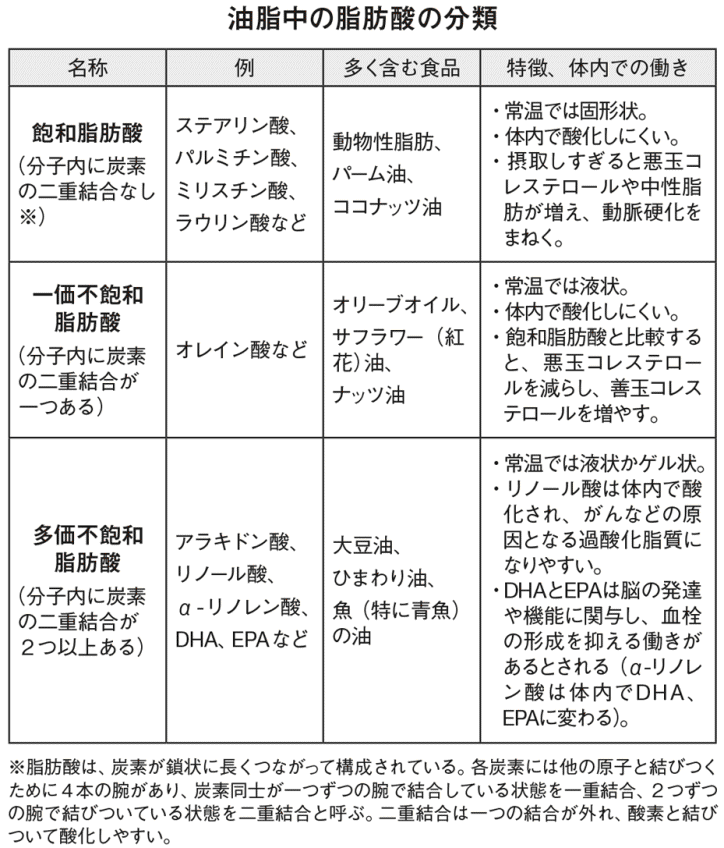 油脂中の脂肪酸の分類
名称
例
多く含む食品
特徴、体内での働き
飽和脂肪酸
（分子内に炭素
の二重結合なし
※）
ステアリン酸、
パルミチン酸、
ミリスチン酸、
ラウリン酸など
動物性脂肪、
パーム油、
ココナッツ油
・常温では固形状。
・体内で酸化しにくい。
・摂取しすぎると悪玉コ
レステロールや中性脂
肪が増え、動脈硬化を
まねく。
一価不飽和
脂肪酸
（分子内に炭素
の二重結合が
一つある）
オレイン酸など
オリーブオイル、
サフラワー（紅
花）油、
ナッツ油
・常温では液状。
・体内で酸化しにくい。
・飽和脂肪酸と比較する
と、悪玉コレステロー
ルを減らし、善玉コレス
テロールを増やす。
多価不飽和
脂肪酸
（分子内に炭素
の二重結合が
２つ以上ある）
アラキドン酸、
リノール酸、
α-リノレン酸、
DHA、EPAなど
大豆油、
ひまわり油、
魚（特に青魚）
の油
・常温では液状かゲル状。
・リノール酸は体内で酸
化され、がんなどの原
因となる過酸化脂質に
なりやすい。
・DHAとEPAは脳の発達
や機能に関与し、血栓
の形成を抑える働きが
あるとされる（α-リノレ
ン酸は体内でDHA、
EPAに変わる）。
※脂肪酸は、炭素が鎖状に長くつながって構成されている。各炭素には他の原子と結びつく
ために４本の腕があり、炭素同士が一つずつの腕で結合している状態を一重結合、２つずつ
の腕で結びついている状態を二重結合と呼ぶ。二重結合は一つの結合が外れ、酸素と結び
ついて酸化しやすい。